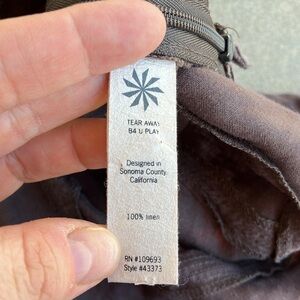 TEAR AWAY
B4 U PLAY
Designed in
Sonoma County
California
100% linen
RN #109693
Style #43373